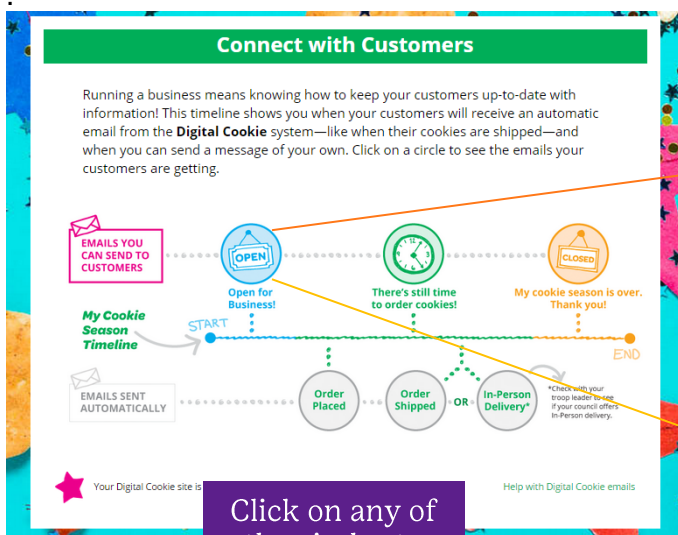 Connect with Customers
Running a business means knowing how to keep your customers up-to-date with
information! This timeline shows you when your customers will receive an automatic
email from the Digital Cookie system—like when their cookies are shipped—and
when you can send a message of your own. Click on a circle to see the emails your
customers are getting.
EMAILS YOU
CAN SEND TO
CUSTOMERS
OPEN
12
CLOSED
Open for
Business!
There's still time
to order cookies!
My cookie season is over.
Thank you!
My Cookie
Season
Timeline
START
END
EMAILS SENT
AUTOMATICALLY
Order
Placed
Order
Shipped
OR
In-Person
Delivery*
*Check with your
troop leader to see
if your council offers
In-Person delivery.
Your Digital Cookie site is
Help with Digital Cookie emails
Click on any of